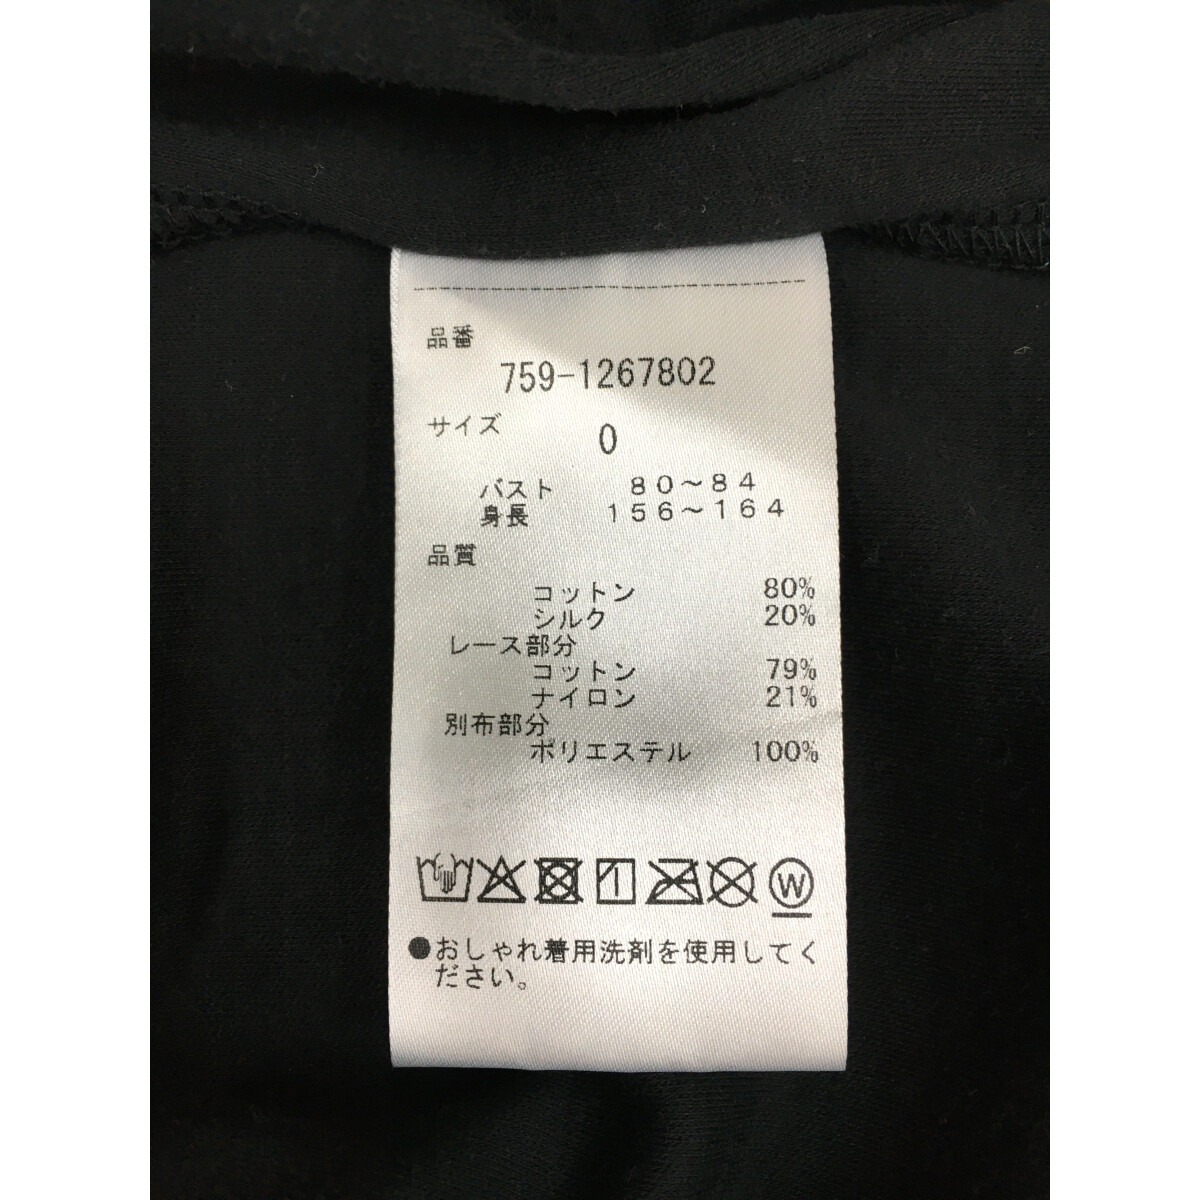 品番
759-1267802
サイズ 0
バスト 80～84
身長 156～164
品質
コットン 80%
シルク 20%
レース部分
コットン 79%
ナイロン 21%
別布部分
ポリエステル 100%
W
●おしゃれ着用洗剤を使用してく
ださい。